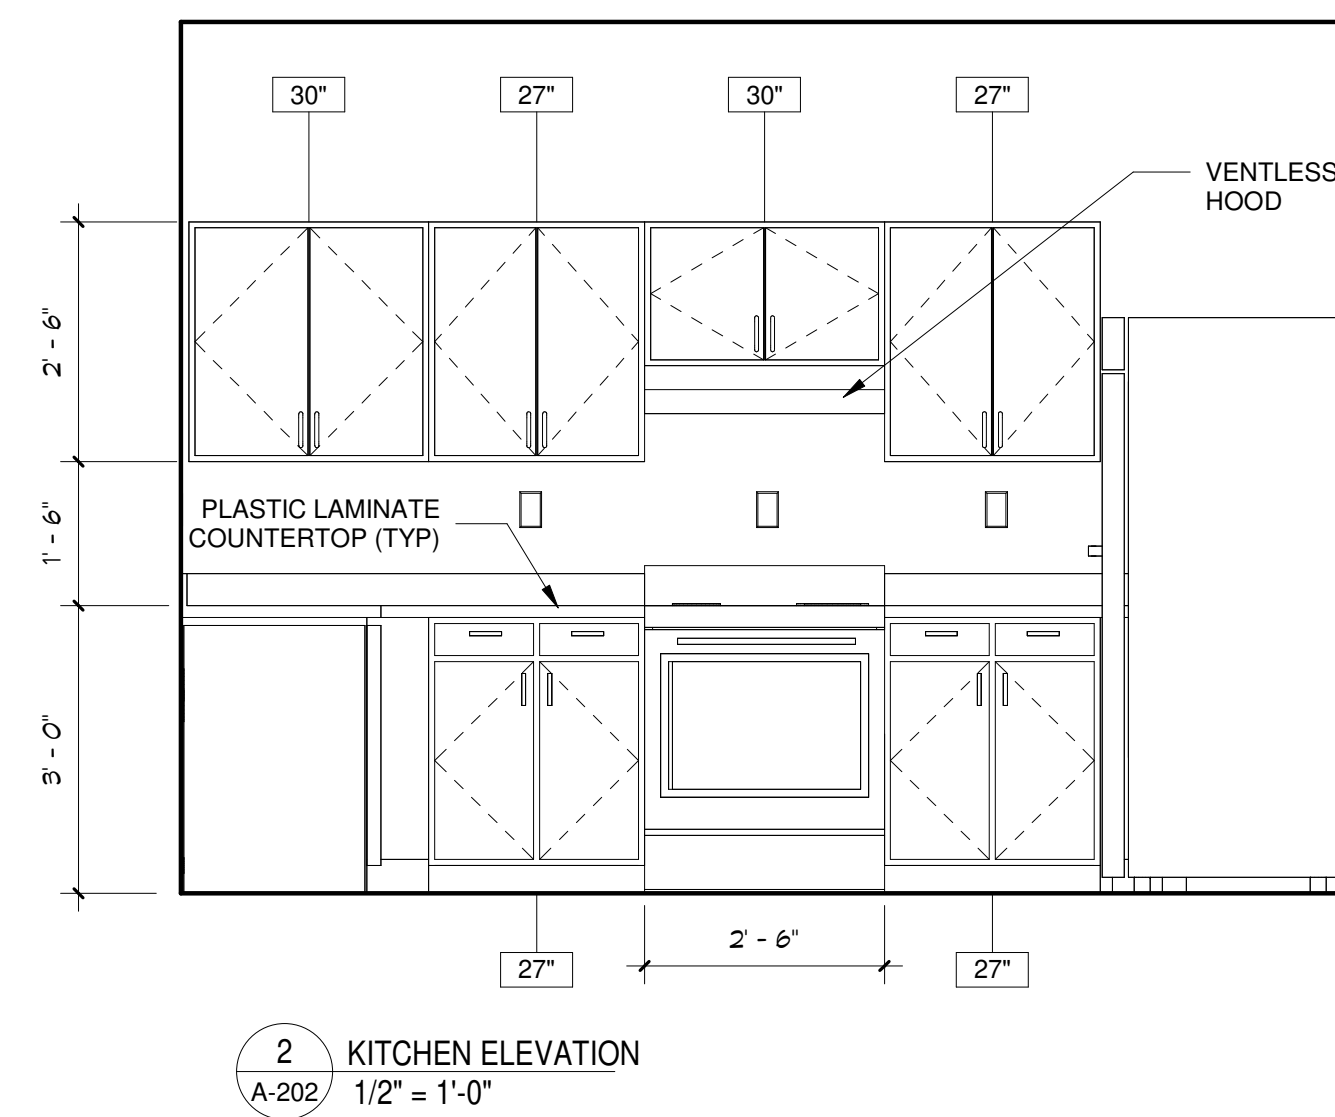 30"
27"
30"
27"
VENTLESS
HOOD
2' - 6"
1' - 6"
PLASTIC LAMINATE
COUNTERTOP (TYP)
3' - 0"
2' - 6"
27"
27"
2
KITCHEN ELEVATION
A-202
1/2" = 1'-0"